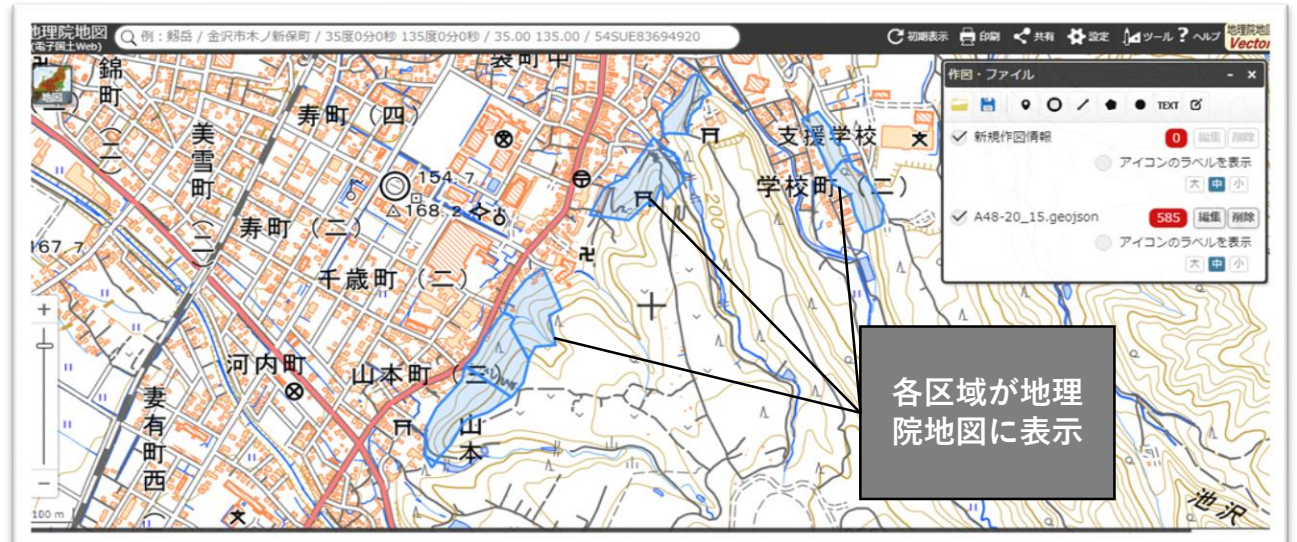 地理院地図
(電子国土Web)
例：剱岳 / 金沢市木ノ新保町 / 35度0分0秒 135度0分0秒 / 35.00 135.00 / 54SUE83694920
初期表示 印刷 共有 設定 ツール ? ヘルプ
地理院地図
Vector
作図・ファイル
TEXT
新規作図情報 0 編集 削除
アイコンのラベルを表示
大 中 小
A48-20_15.geojson 585 編集 削除
アイコンのラベルを表示
大 中 小
錦町(二)
美雪町(二)
寿町(四)
袋町中
支援学校
学校町(二)
154.7
168.2
200
寿町(二)
167.7
千歳町(二)
河内町
山本町(三)
山本
妻有町西
池沢
100 m
各区域が地理
院地図に表示